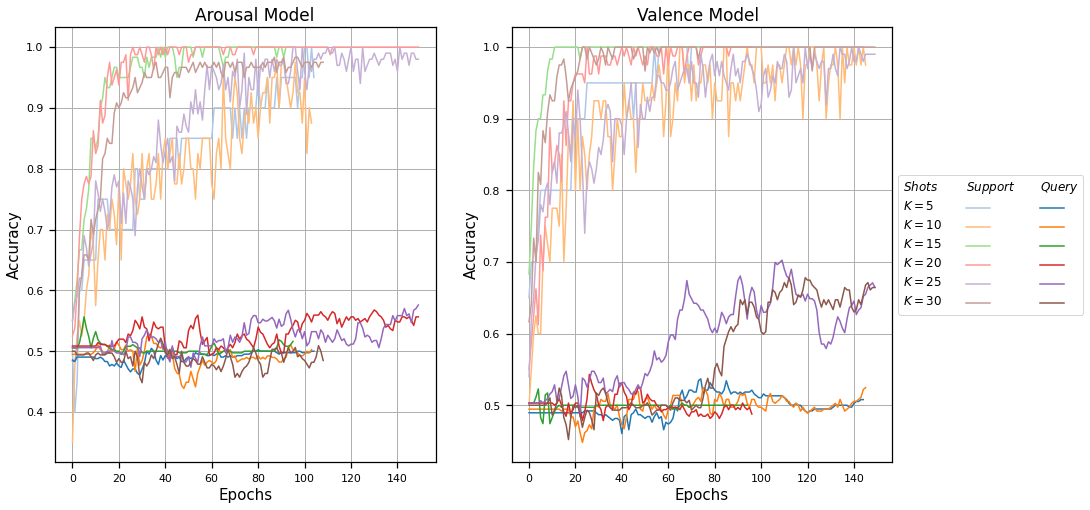 Arousal Model
1.0
0.9
0.8
0.7
0.6
0.5
0.4
Accuracy
0 20 40 60 80 100 120 140
Epochs
Valence Model
1.0
0.9
0.8
0.7
0.6
0.5
Accuracy
0 20 40 60 80 100 120 140
Epochs
Shots Support Query
K = 5
K = 10
K = 15
K = 20
K = 25
K = 30